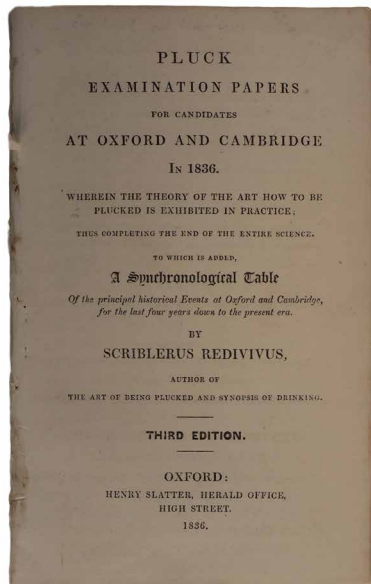 PLUCK
EXAMINATION PAPERS
FOR CANDIDATES
AT OXFORD AND CAMBRIDGE
IN 1836.
WHEREIN THE THEORY OF THE ART HOW TO BE
PLUCKED IS EXHIBITED IN PRACTICE;
THUS COMPLETING THE END OF THE ENTIRE SCIENCE.
TO WHICH IS ADDED,
A Synchronological Table
Of the principal historical Events at Oxford and Cambridge,
for the last four years down to the present era.
BY
SCRIBLERUS REDIVIVUS,
AUTHOR OF
THE ART OF BEING PLUCKED AND SYNOPSIS OF DRINKING.
THIRD EDITION.
OXFORD:
HENRY SLATTER, HERALD OFFICE,
HIGH STREET.
1836.